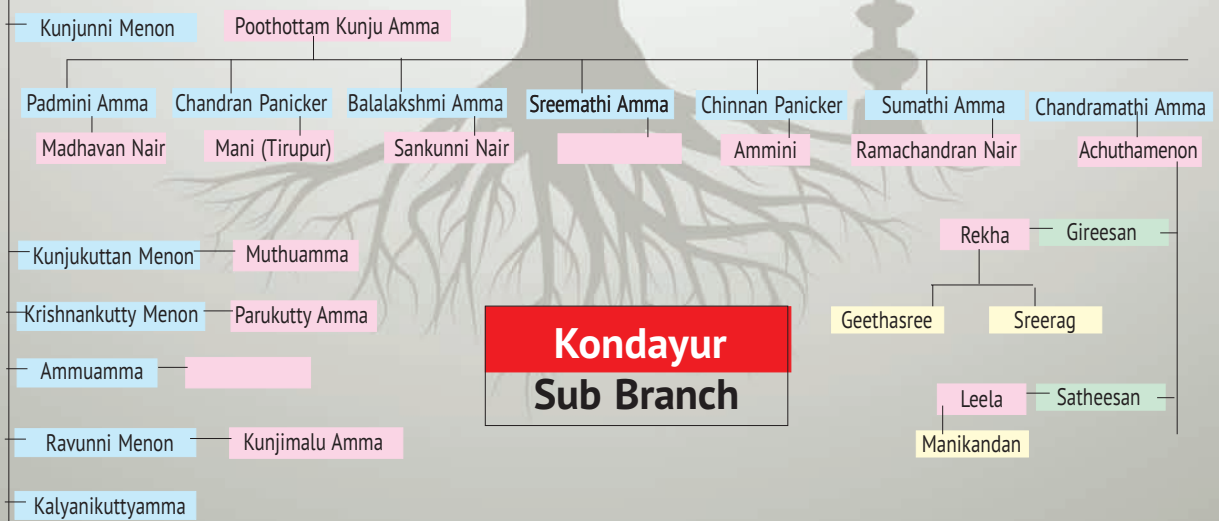 Kunjunni Menon
Poothottam Kunju Amma
Padmini Amma
Chandran Panicker
Balalakshmi Amma
Sreemathi Amma
Chinnan Panicker
Sumathi Amma
Chandramathi Amma
Madhavan Nair
Mani (Tirupur)
Sankunni Nair
Ammini
Ramachandran Nair
Achuthamenon
Rekha
Gireesan
Kunjukuttan Menon
Muthuamma
Krishnankutty Menon
Parukutty Amma
Geethasree
Sreerag
Kondayur
Sub Branch
Ammuamma
Leela
Satheesan
Ravunni Menon
Kunjimalu Amma
Manikandan
Kalyanikuttyamma